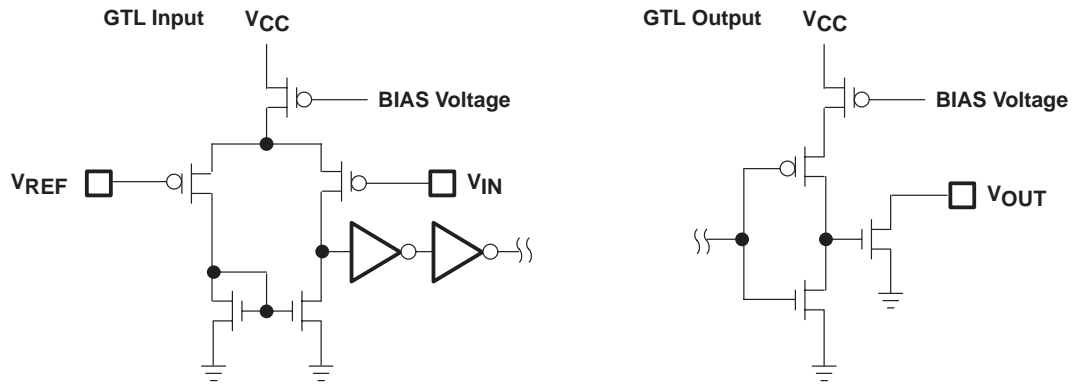 GTL Input VCC
BIAS Voltage
VREF
VIN
GTL Output VCC
BIAS Voltage
VOUT